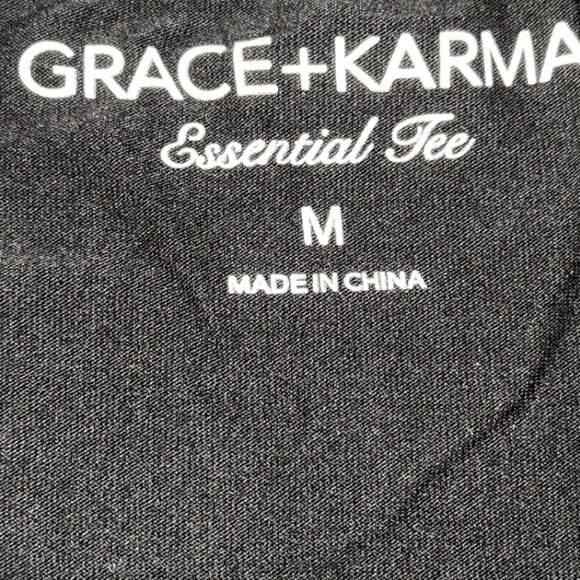 GRACE+KARMA
Essential Tee
M
MADE IN CHINA